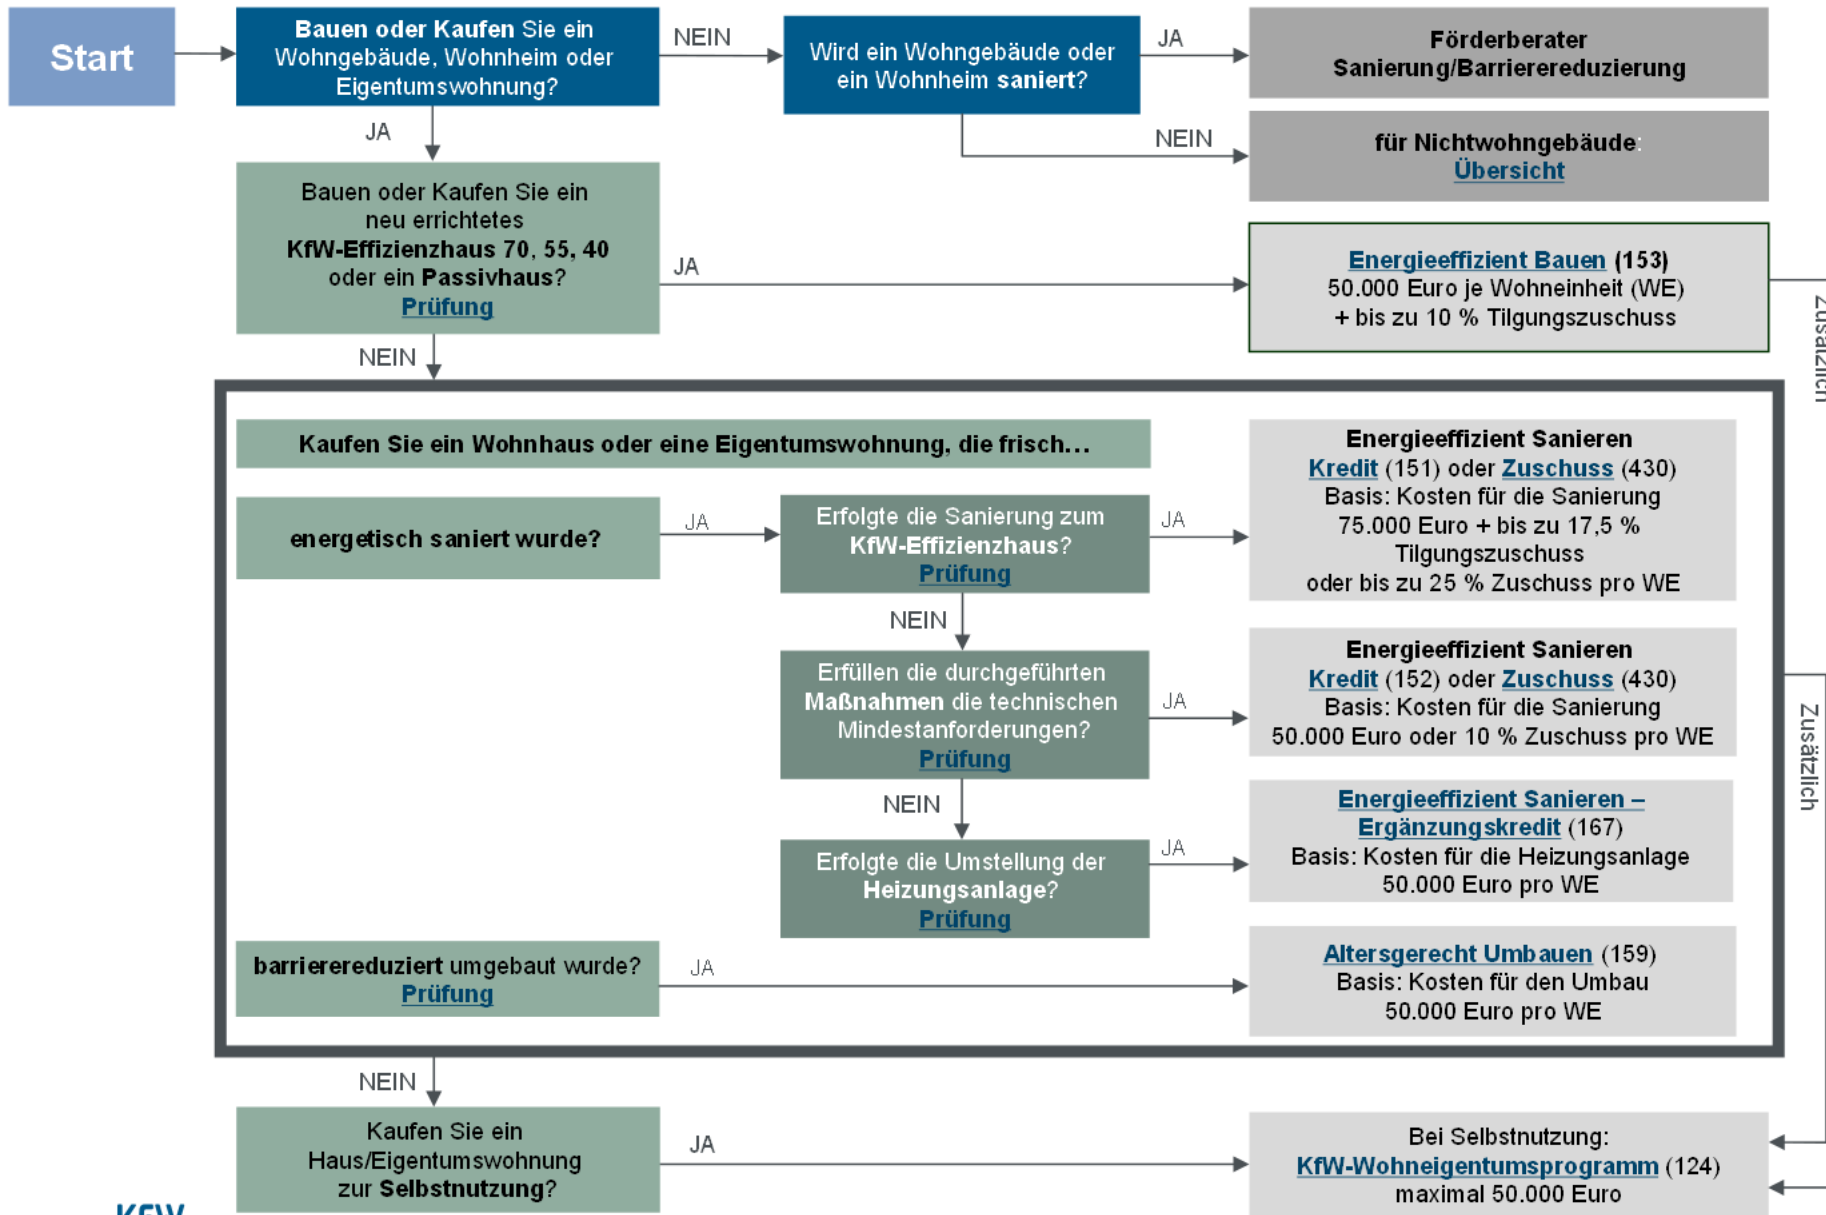 Start
Bauen oder Kaufen Sie ein
Wohngebäude, Wohnheim oder
Eigentumswohnung?
NEIN
Wird ein Wohngebäude oder
ein Wohnheim saniert?
JA
Förderberater
Sanierung/Barrierereduzierung
NEIN
für Nichtwohngebäude:
Übersicht
JA
Bauen oder Kaufen Sie ein
neu errichtetes
KfW-Effizienzhaus 70, 55, 40
oder ein Passivhaus?
Prüfung
JA
Energieeffizient Bauen (153)
50.000 Euro je Wohneinheit (WE)
+ bis zu 10 % Tilgungszuschuss
Zusätzlich
NEIN
Kaufen Sie ein Wohnhaus oder eine Eigentumswohnung, die frisch...
energetisch saniert wurde?
JA
Erfolgte die Sanierung zum
KfW-Effizienzhaus?
Prüfung
JA
Energieeffizient Sanieren
Kredit (151) oder Zuschuss (430)
Basis: Kosten für die Sanierung
75.000 Euro + bis zu 17,5 %
Tilgungszuschuss
oder bis zu 25 % Zuschuss pro WE
NEIN
Erfüllen die durchgeführten
Maßnahmen die technischen
Mindestanforderungen?
Prüfung
JA
Energieeffizient Sanieren
Kredit (152) oder Zuschuss (430)
Basis: Kosten für die Sanierung
50.000 Euro oder 10 % Zuschuss pro WE
Zusätzlich
NEIN
Erfolgte die Umstellung der
Heizungsanlage?
Prüfung
JA
Energieeffizient Sanieren –
Ergänzungskredit (167)
Basis: Kosten für die Heizungsanlage
50.000 Euro pro WE
barrierereduziert umgebaut wurde?
Prüfung
JA
Altersgerecht Umbauen (159)
Basis: Kosten für den Umbau
50.000 Euro pro WE
NEIN
Kaufen Sie ein
Haus/Eigentumswohnung
zur Selbstnutzung?
JA
Bei Selbstnutzung:
KfW-Wohneigentumsprogramm (124)
maximal 50.000 Euro
KfW